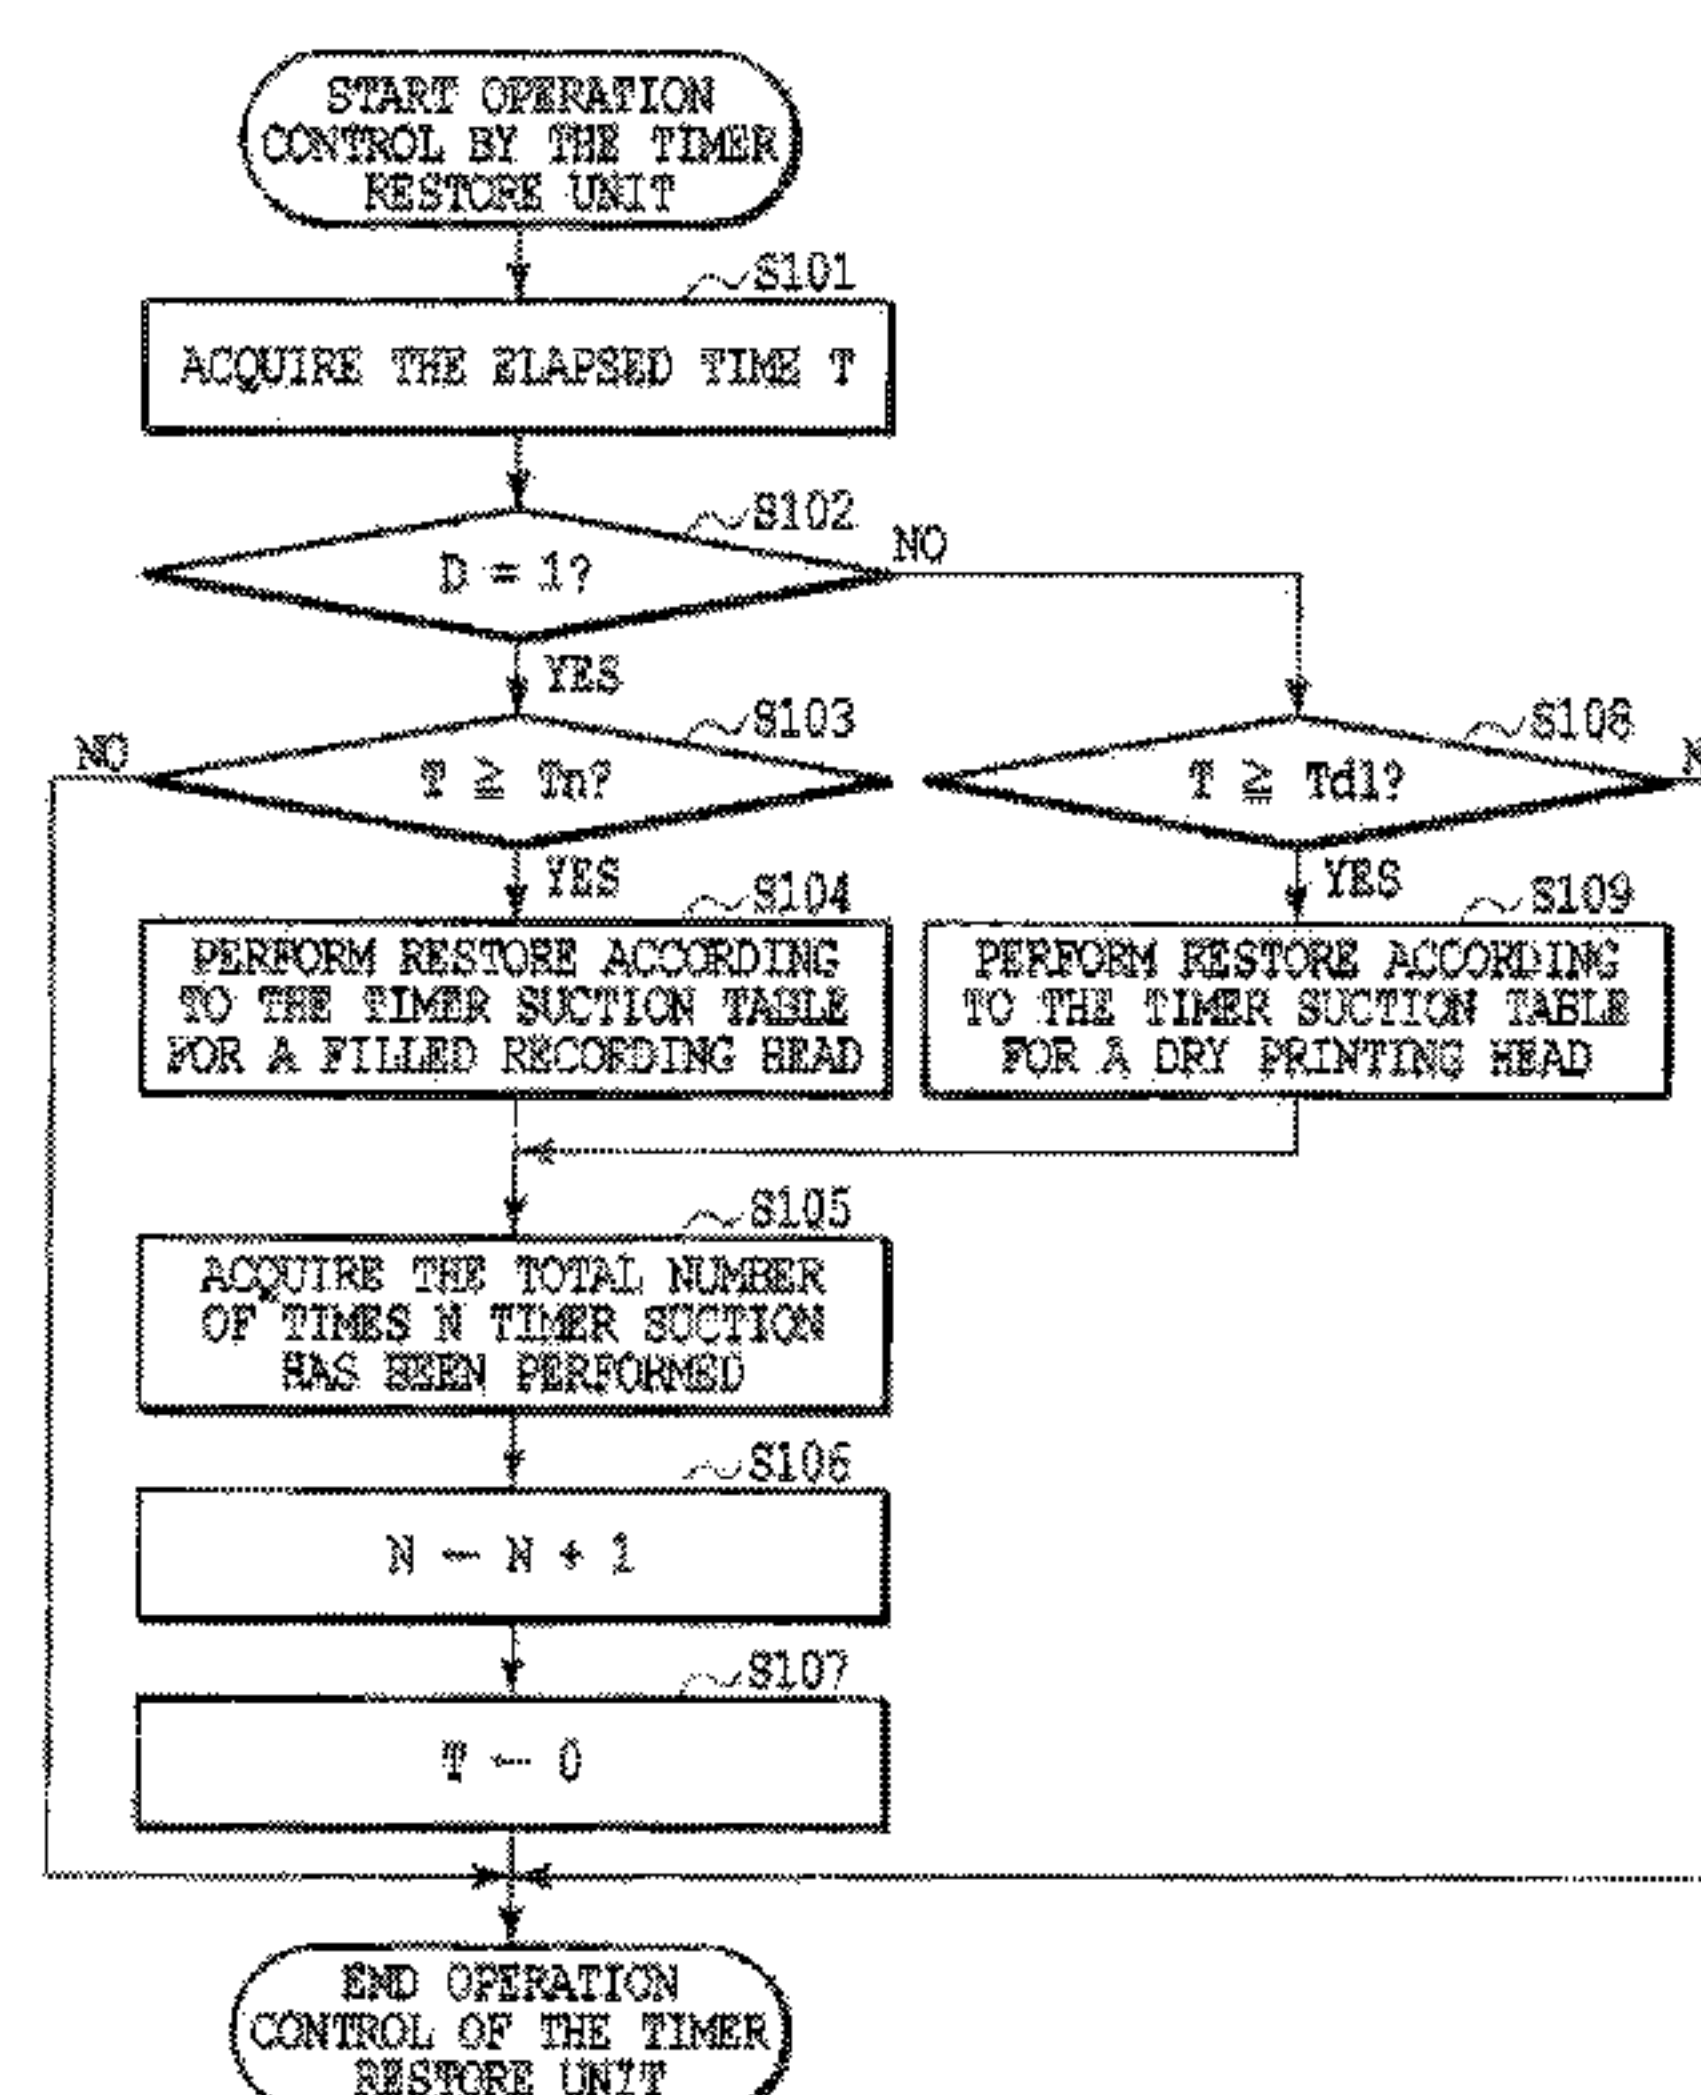 START OPERATION
CONTROL BY THE TIMER
RESTORE UNIT
S101
ACQUIRE THE ELAPSED TIME T
S102
D = 1?
NO
YES
S103
NO
T ≧ Tn?
S108
T ≧ Td1?
YES
S104
PERFORM RESTORE ACCORDING
TO THE TIMER SUCTION TABLE
FOR A FILLED RECORDING HEAD
YES
S109
PERFORM RESTORE ACCORDING
TO THE TIMER SUCTION TABLE
FOR A DRY PRINTING HEAD
S105
ACQUIRE THE TOTAL NUMBER
OF TIMES N TIMER SUCTION
HAS BEEN PERFORMED
S106
N ← N + 1
S107
T ← 0
END OPERATION
CONTROL OF THE TIMER
RESTORE UNIT